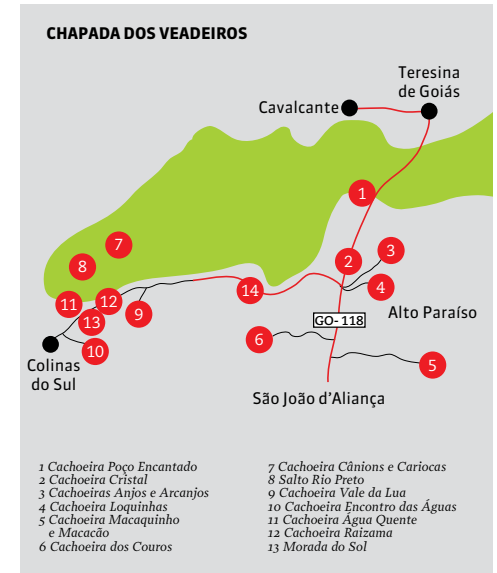 CHAPADA DOS VEADEIROS
Teresina
de Goiás
Cavalcante
1
2
3
4
7
8
14
11
12
13
9
10
Alto Paraíso
GO- 118
6
5
Colinas
do Sul
São João d’Aliança
1 Cachoeira Poço Encantado
2 Cachoeira Cristal
3 Cachoeiras Anjos e Arcanjos
4 Cachoeira Loquinhas
5 Cachoeira Macaquinho
e Macacão
6 Cachoeira dos Couros
7 Cachoeira Cânions e Cariocas
8 Salto Rio Preto
9 Cachoeira Vale da Lua
10 Cachoeira Encontro das Águas
11 Cachoeira Água Quente
12 Cachoeira Raizama
13 Morada do Sol